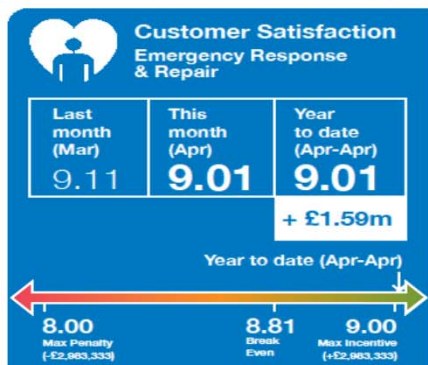 Customer Satisfaction
Emergency Response
& Repair
Last
month
(Mar)
9.11
This
month
(Apr)
9.01
Year
to date
(Apr-Apr)
9.01
+ £1.59m
Year to date (Apr-Apr)
8.00
Max Penalty
(-£2,983,333)
8.81
Break
Even
9.00
Max Incentive
(+£2,983,333)